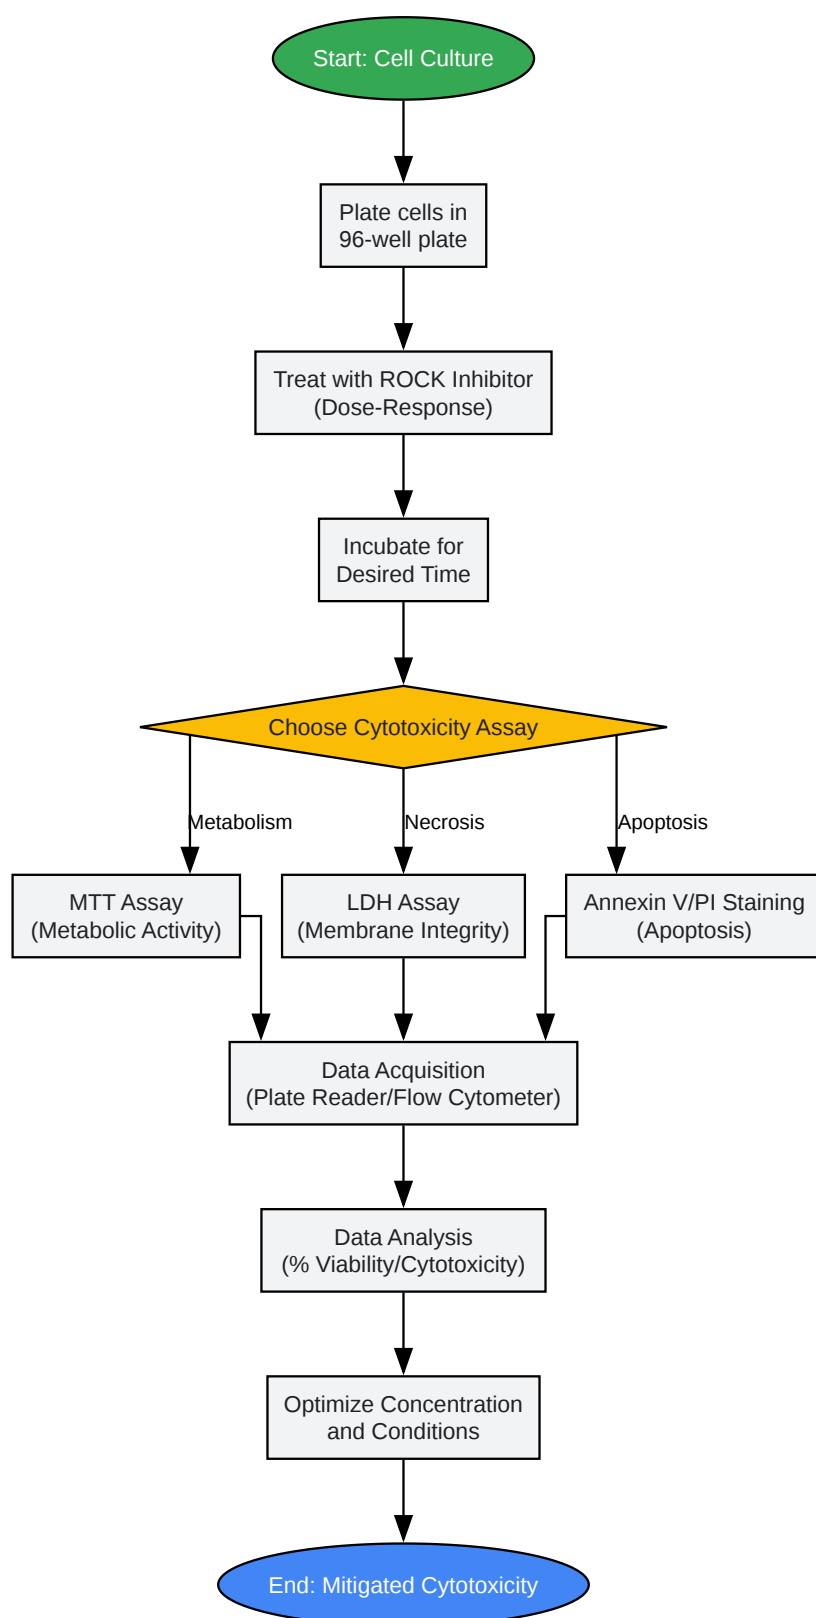 Start: Cell Culture
Plate cells in
96-well plate
Treat with ROCK Inhibitor
(Dose-Response)
Incubate for
Desired Time
Choose Cytotoxicity Assay
Metabolism
Necrosis
Apoptosis
MTT Assay
(Metabolic Activity)
LDH Assay
(Membrane Integrity)
Annexin V/PI Staining
(Apoptosis)
Data Acquisition
(Plate Reader/Flow Cytometer)
Data Analysis
(% Viability/Cytotoxicity)
Optimize Concentration
and Conditions
End: Mitigated Cytotoxicity